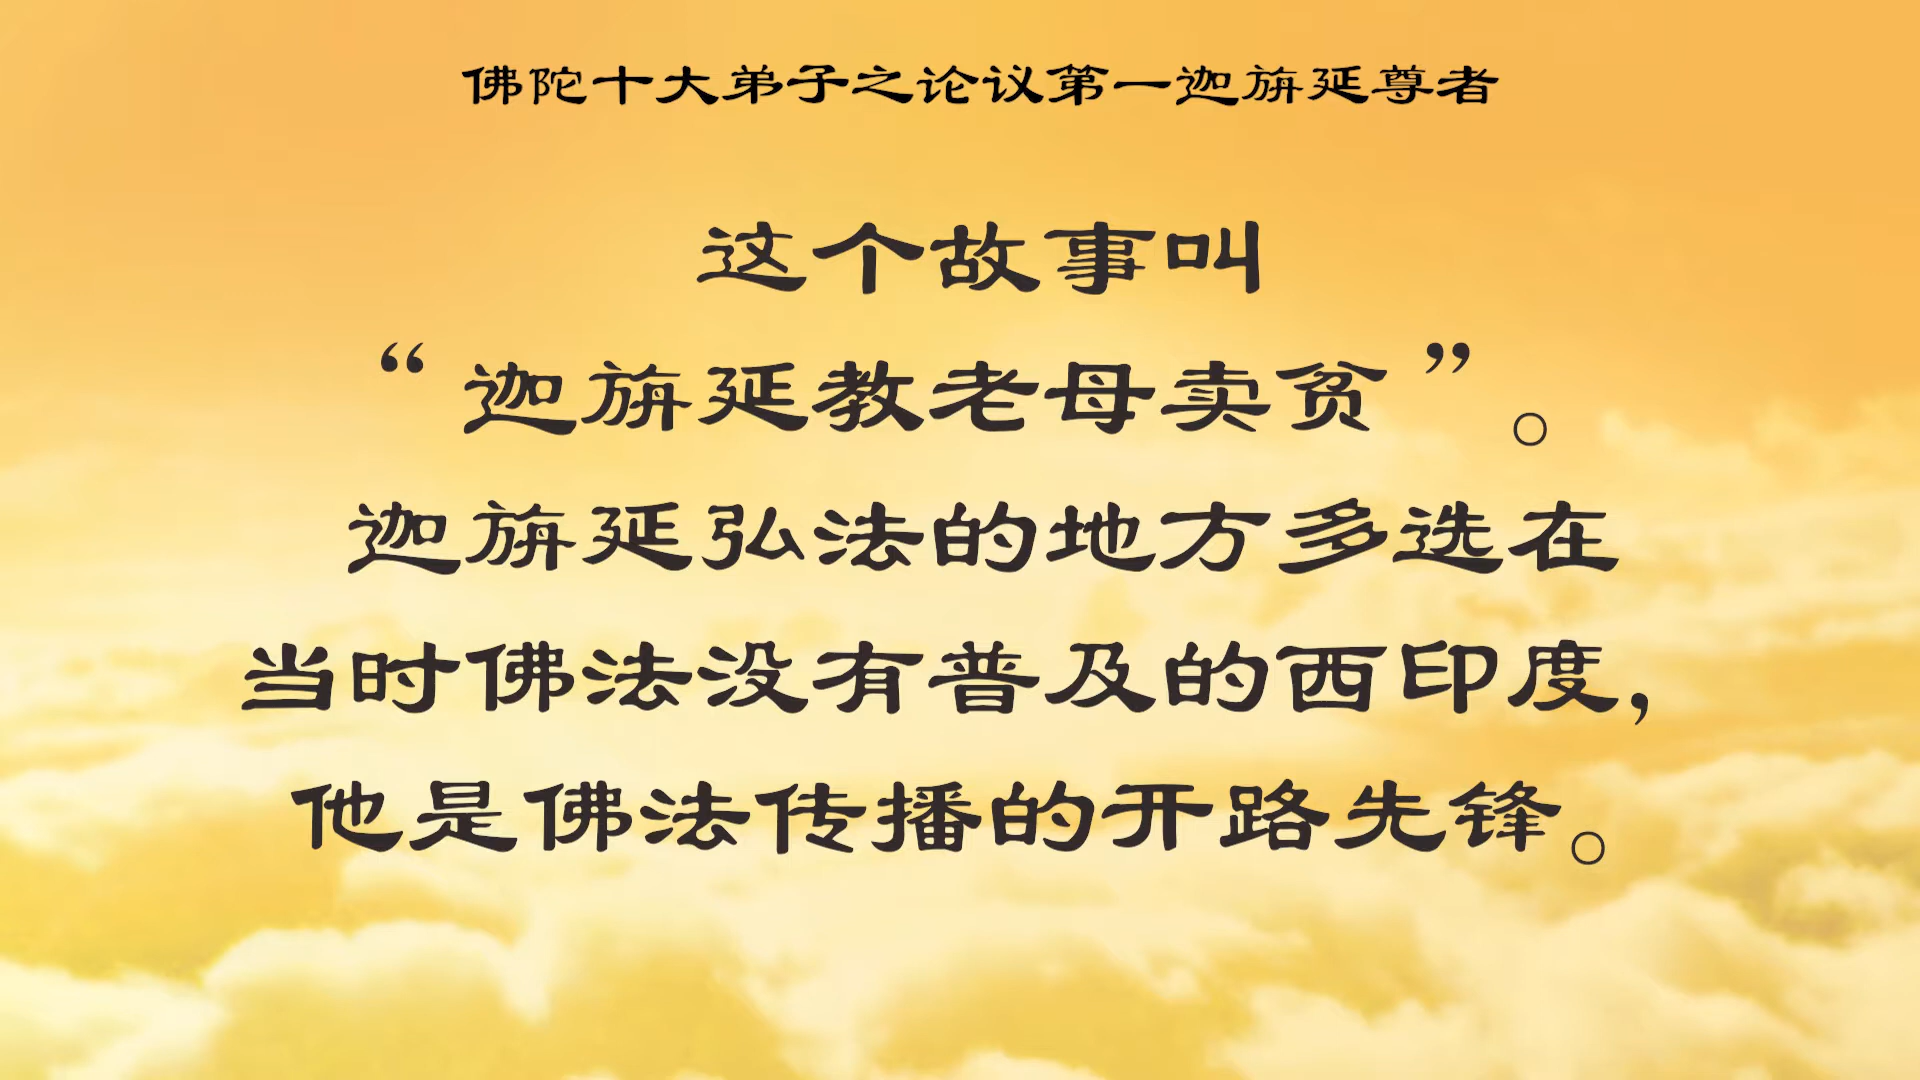 佛陀十大弟子之论议第一迦旃延尊者
这个故事叫
“迦旃延教老母卖贫”。
迦旃延弘法的地方多选在
当时佛法没有普及的西印度，
他是佛法传播的开路先锋。